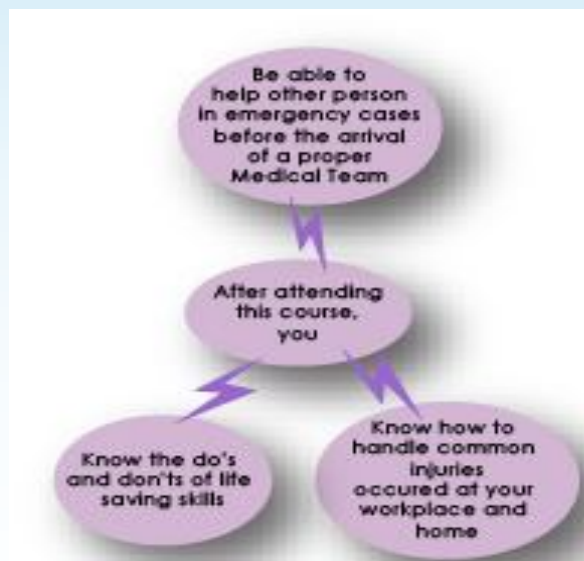 Be able to
help other person
in emergency cases
before the arrival
of a proper
Medical Team
After attending
this course,
you
Know the do's
and don'ts of life
saving skills
Know how to
handle common
injuries
occured at your
workplace and
home